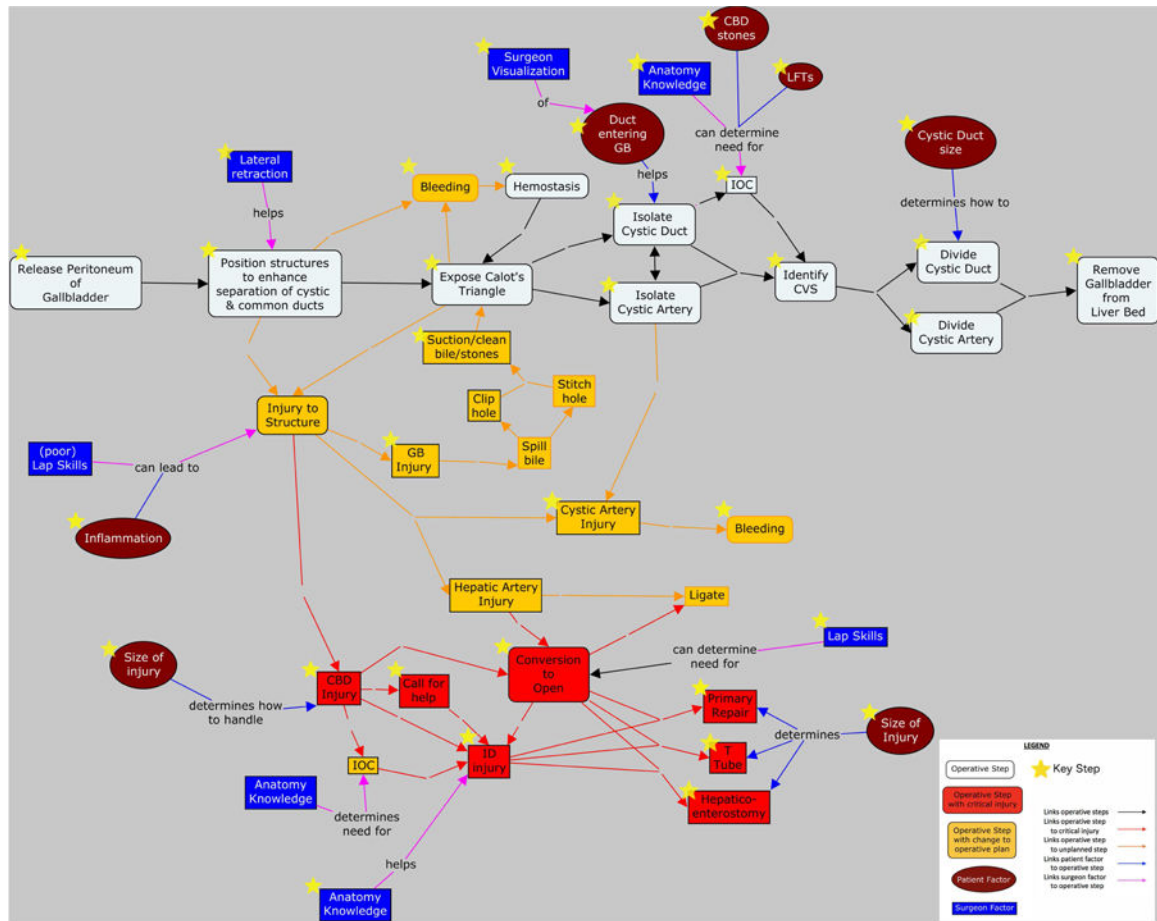 CBD
stones
Surgeon
Visualization
Anatomy
Knowledge
LFTs
of
Duct
entering
GB
can determine
need for
Cystic Duct
size
Lateral
retraction
Bleeding
Hemostasis
helps
IOC
helps
Isolate
Cystic Duct
determines how to
Release Peritoneum
of
Gallbladder
Position structures
to enhance
separation of cystic
& common ducts
Expose Calot's
Triangle
Isolate
Cystic Artery
Identify
CVS
Divide
Cystic Duct
Divide
Cystic Artery
Remove
Gallbladder
from
Liver Bed
Suction/clean
bile/stones
Clip
hole
Stitch
hole
Injury to
Structure
GB
Injury
Spill
bile
(poor)
Lap Skills
can lead to
Inflammation
Cystic Artery
Injury
Bleeding
Hepatic Artery
Injury
Ligate
Lap Skills
can determine
need for
Size of
injury
Conversion
to
Open
CBD
Injury
Call for
help
determines how
to handle
Primary
Repair
Size of
Injury
determines
T
Tube
ID
injury
IOC
Anatomy
Knowledge
determines
need for
Hepatico-
enterostomy
helps
Anatomy
Knowledge
LEGEND
Operative Step
Key Step
Operative Step
with critical injury
Operative Step
with change to
operative plan
Patient Factor
Surgeon Factor
Links operative steps
Links operative step
to critical injury
Links operative step
to unplanned step
Links patient factor
to operative step
Links surgeon factor
to operative step